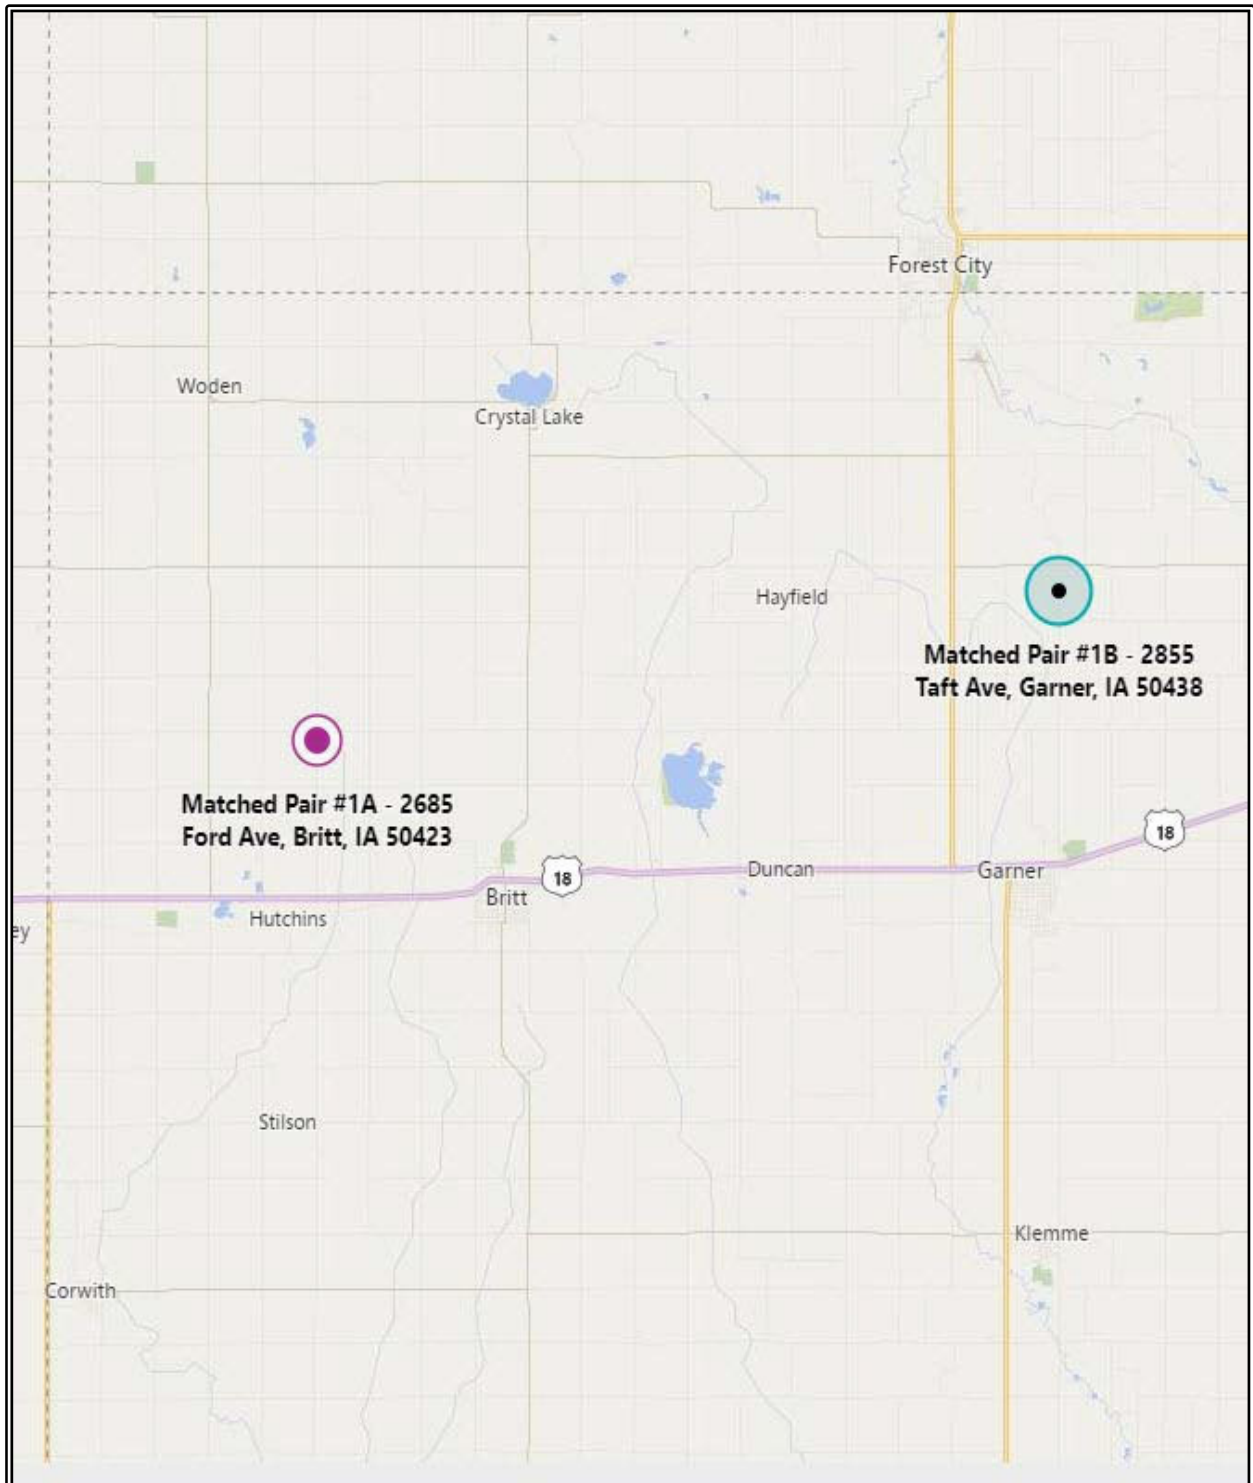 Forest City
Woden
Crystal Lake
Hayfield
Matched Pair #1B - 2855
Taft Ave, Garner, IA 50438
Matched Pair #1A - 2685
Ford Ave, Britt, IA 50423
18
18
Duncan
Garner
Britt
Hutchins
ey
Stilson
Klemme
Corwith